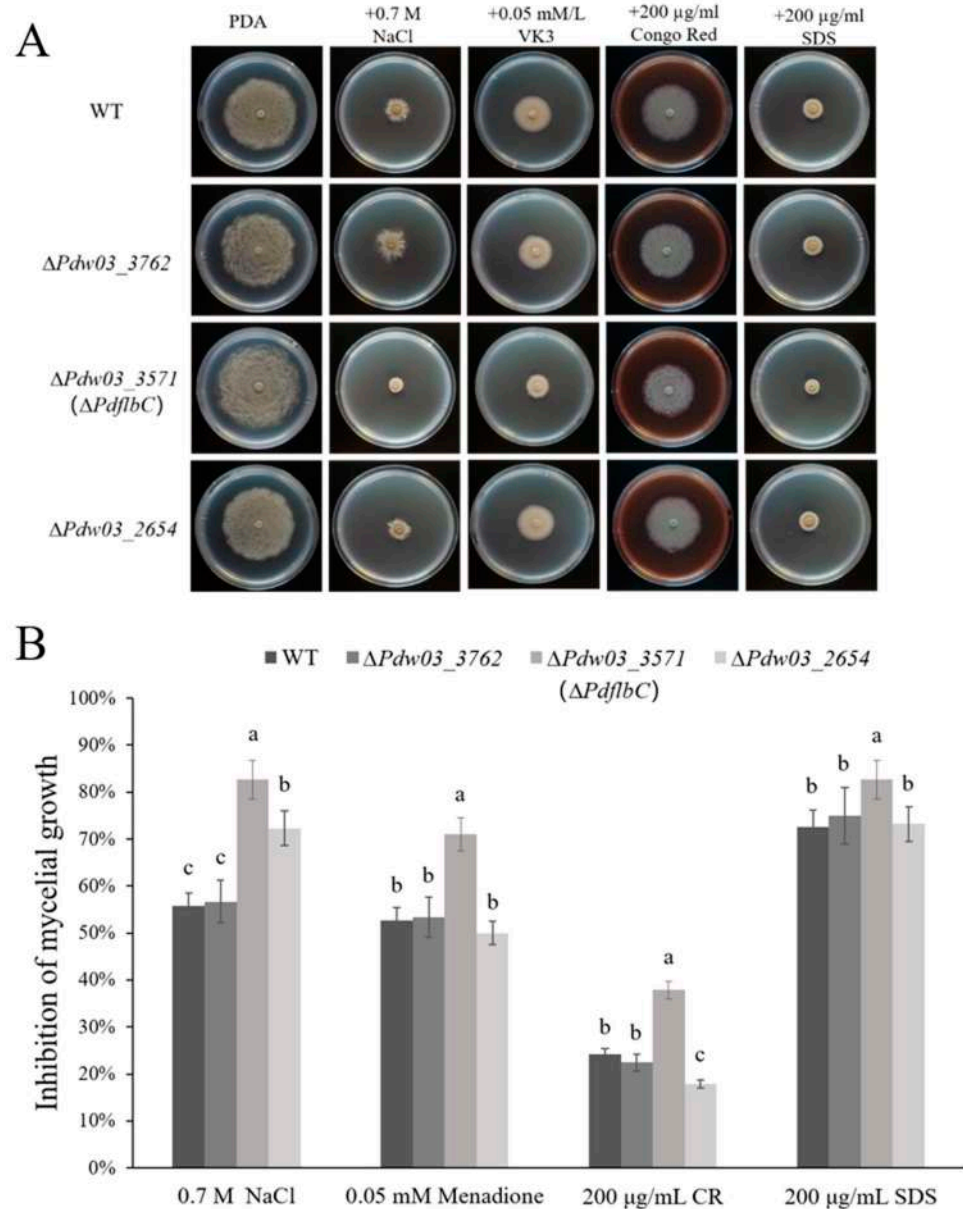 A
PDA
+0.7 M
NaCl
+0.05 mM/L
VK3
+200 µg/ml
Congo Red
+200 µg/ml
SDS
WT
ΔPdw03_3762
ΔPdw03_3571
(ΔPdflbC)
ΔPdw03_2654
B
WT ΔPdw03_3762 ΔPdw03_3571 ΔPdw03_2654
(ΔPdflbC)
Inhibition of mycelial growth
100%
90%
80%
70%
60%
50%
40%
30%
20%
10%
0%
c c a b
b b a b
b b a c
b b a b
0.7 M NaCl 0.05 mM Menadione 200 µg/mL CR 200 µg/mL SDS